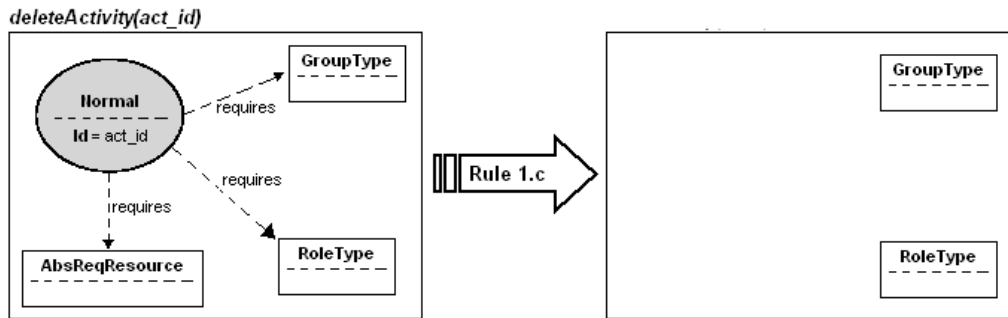 deleteActivity(act_id)
GroupType
Normal
Id = act_id
requires
requires
requires
AbsReqResource
RoleType
Rule 1.c
GroupType
RoleType